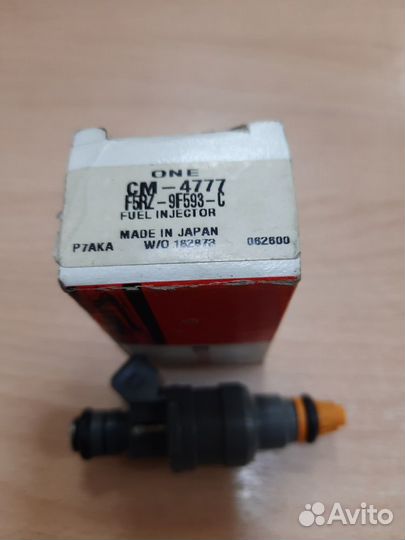 ONE
CM-4777
F5RZ-9F593-C
FUEL INJECTOR
MADE IN JAPAN
P7AKA W/O 182873 062600
Avito